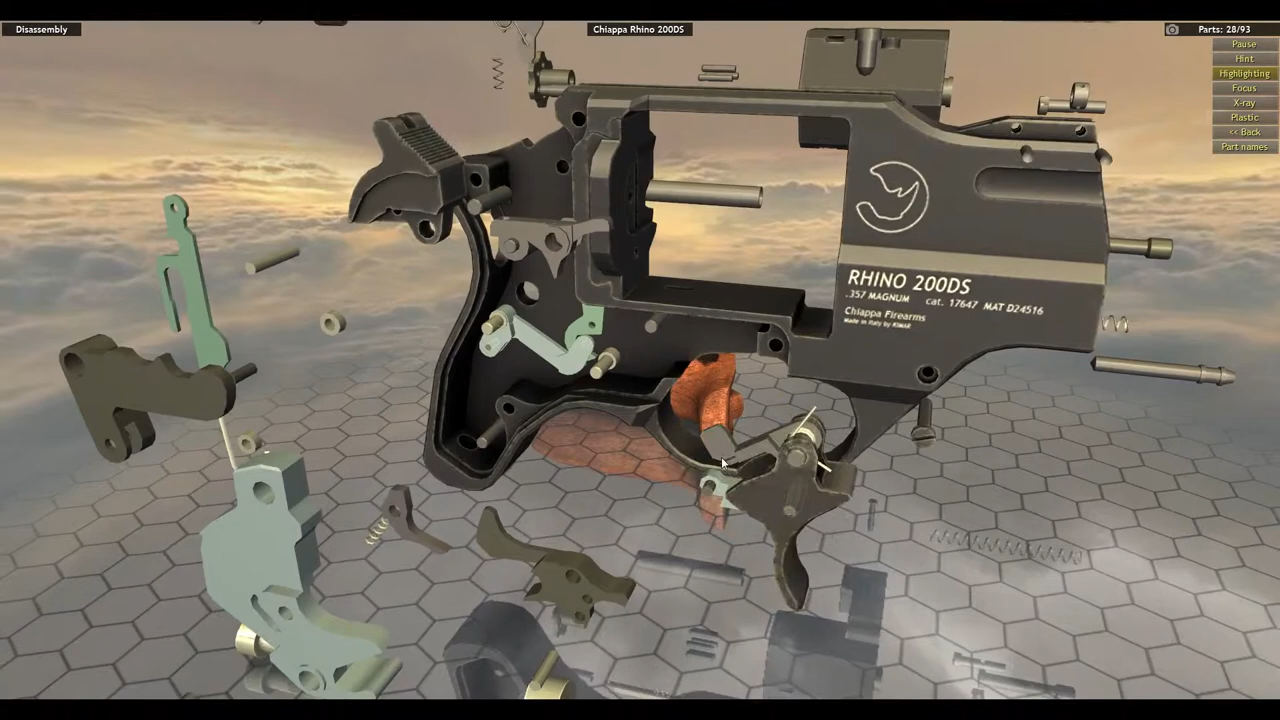 Disassembly
Chiappa Rhino 200DS
Parts: 28/93
Pause
Hint
Highlighting
Focus
X-ray
Plastic
<< Back
Part names
RHINO 200DS
.357 MAGNUM cat. 17647 MAT D24516
Chiappa Firearms
Made in Italy by KIMAR